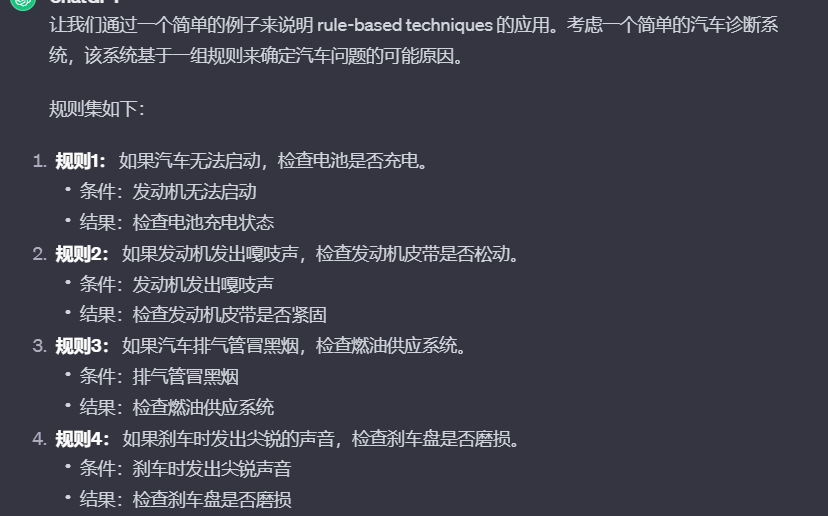 ChatGPT
让我们通过一个简单的例子来说明 rule-based techniques 的应用。考虑一个简单的汽车诊断系
统，该系统基于一组规则来确定汽车问题的可能原因。
规则集如下：
1. 规则1： 如果汽车无法启动，检查电池是否充电。
• 条件：发动机无法启动
• 结果：检查电池充电状态
2. 规则2： 如果发动机发出嘎吱声，检查发动机皮带是否松动。
• 条件：发动机发出嘎吱声
• 结果：检查发动机皮带是否紧固
3. 规则3： 如果汽车排气管冒黑烟，检查燃油供应系统。
• 条件：排气管冒黑烟
• 结果：检查燃油供应系统
4. 规则4： 如果刹车时发出尖锐的声音，检查刹车盘是否磨损。
• 条件：刹车时发出尖锐声音
• 结果：检查刹车盘是否磨损